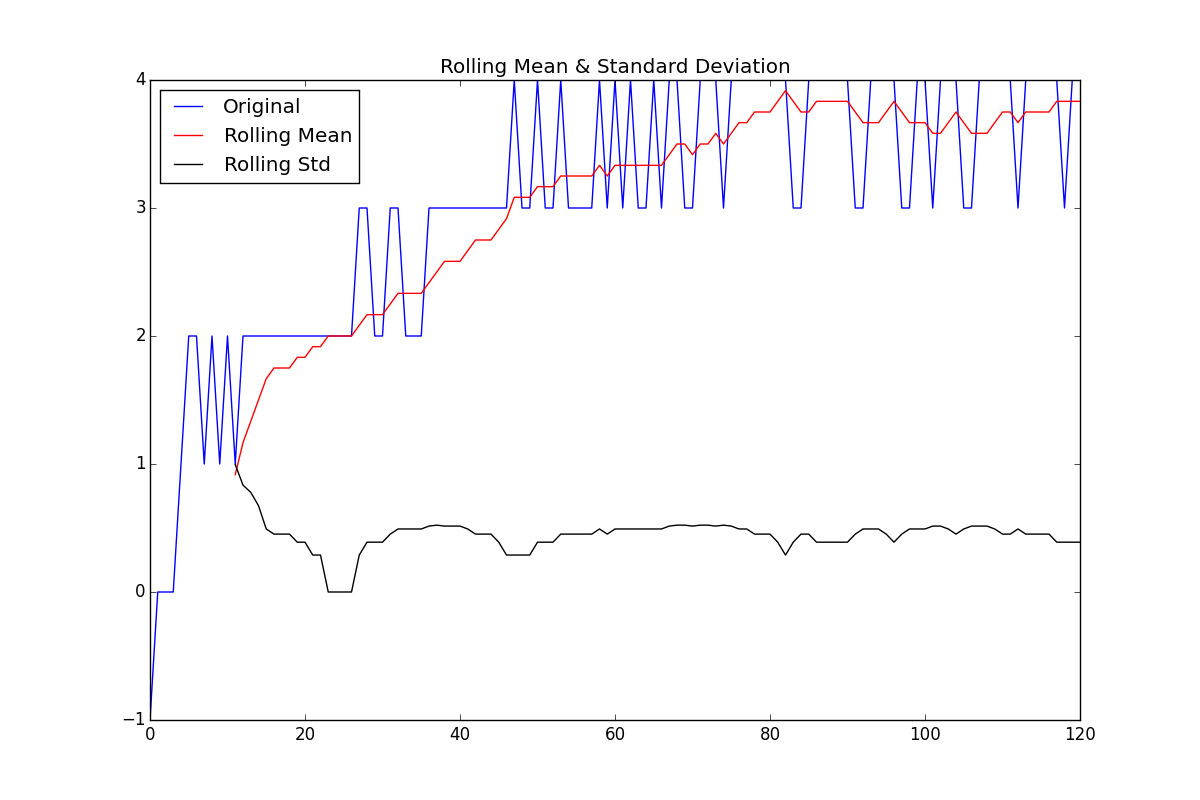 Rolling Mean & Standard Deviation
4
Original
Rolling Mean
Rolling Std
3
2
1
0
−1
0 20 40 60 80 100 120